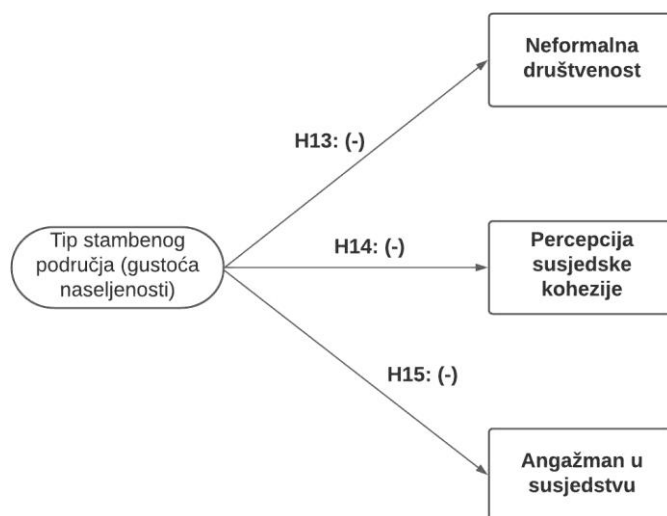 Neformalna
društvenost
H13: (-)
Tip stambenog
područja (gustoća
naseljenosti)
H14: (-)
Percepcija
susjedske
kohezije
H15: (-)
Angažman u
susjedstvu